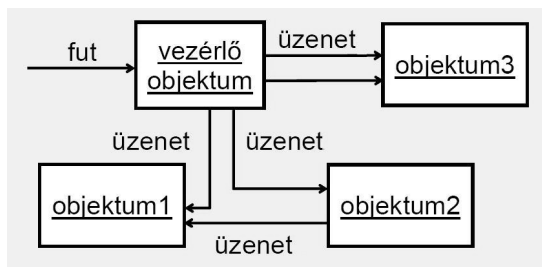 fut
vezérlő
objektum
üzenet
objektum3
üzenet
üzenet
objektum1
objektum2
üzenet